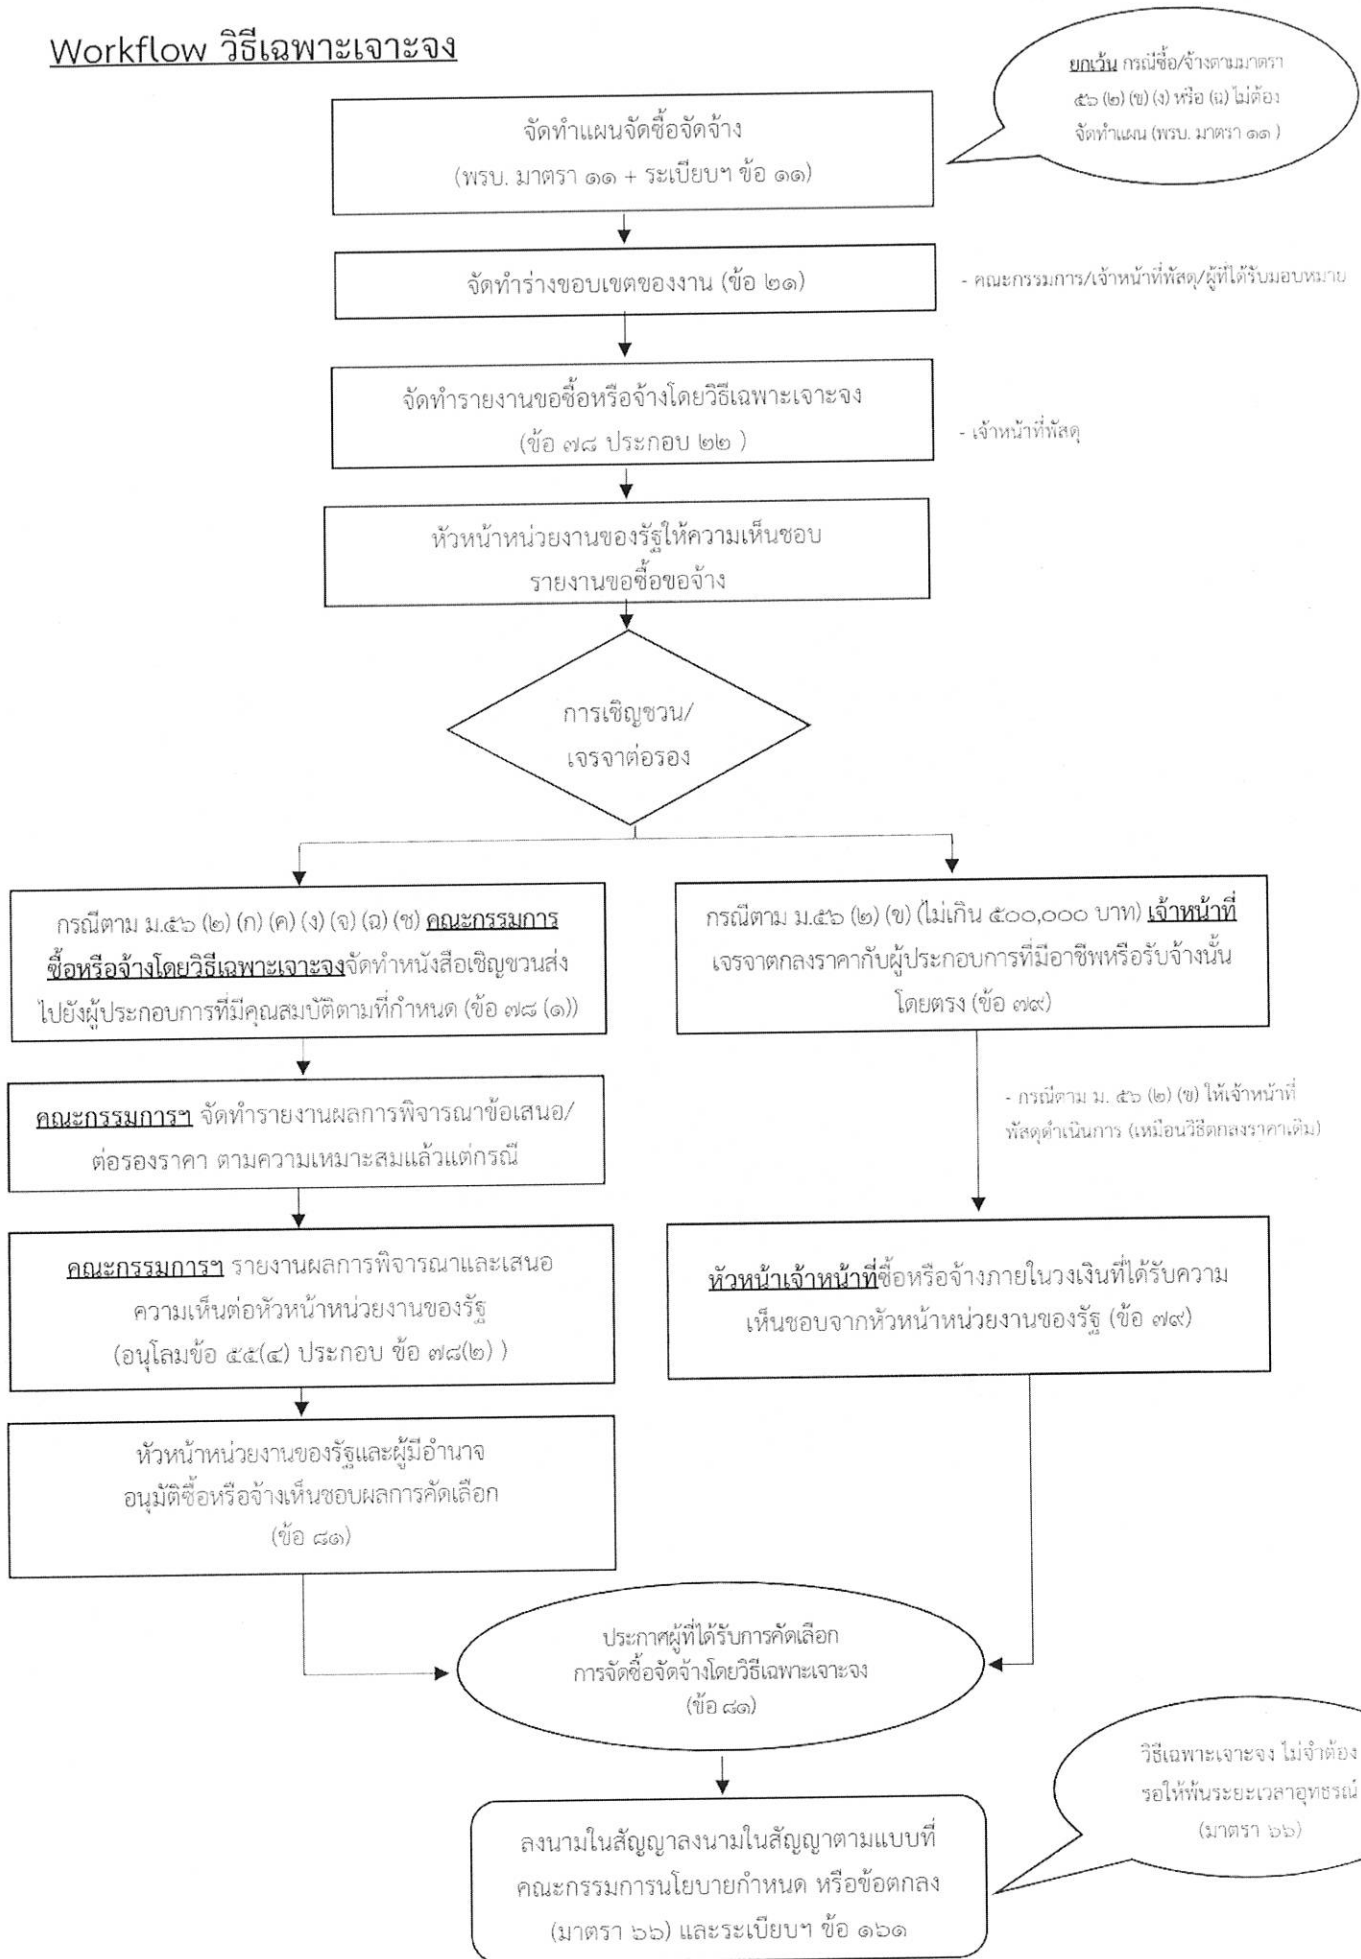 Workflow วิธีเฉพาะเจาะจง
ยกเว้น กรณีซื้อ/จ้างตามมาตรา
๕๖ (๒) (ข) (ง) หรือ (ฉ) ไม่ต้อง
จัดทำแผน (พรบ. มาตรา ๑๑ )
จัดทำแผนจัดซื้อจัดจ้าง
(พรบ. มาตรา ๑๑ + ระเบียบฯ ข้อ ๑๑)
จัดทำร่างขอบเขตของงาน (ข้อ ๒๑)
- คณะกรรมการ/เจ้าหน้าที่พัสดุ/ผู้ที่ได้รับมอบหมาย
จัดทำรายงานขอซื้อหรือจ้างโดยวิธีเฉพาะเจาะจง
(ข้อ ๗๘ ประกอบ ๒๒ )
- เจ้าหน้าที่พัสดุ
หัวหน้าหน่วยงานของรัฐให้ความเห็นชอบ
รายงานขอซื้อขอจ้าง
การเชิญชวน/
เจรจาต่อรอง
กรณีตาม ม.๕๖ (๒) (ก) (ค) (ง) (จ) (ฉ) (ช) คณะกรรมการ
ซื้อหรือจ้างโดยวิธีเฉพาะเจาะจงจัดทำหนังสือเชิญชวนส่ง
ไปยังผู้ประกอบการที่มีคุณสมบัติตามที่กำหนด (ข้อ ๗๘ (๑))
กรณีตาม ม.๕๖ (๒) (ข) (ไม่เกิน ๕๐๐,๐๐๐ บาท) เจ้าหน้าที่
เจรจาตกลงราคากับผู้ประกอบการที่มีอาชีพหรือรับจ้างนั้น
โดยตรง (ข้อ ๗๙)
คณะกรรมการฯ จัดทำรายงานผลการพิจารณาข้อเสนอ/
ต่อรองราคา ตามความเหมาะสมแล้วแต่กรณี
- กรณีตาม ม. ๕๖ (๒) (ข) ให้เจ้าหน้าที่
พัสดุดำเนินการ (เหมือนวิธีตกลงราคาเดิม)
คณะกรรมการฯ รายงานผลการพิจารณาและเสนอ
ความเห็นต่อหัวหน้าหน่วยงานของรัฐ
(อนุโลมข้อ ๕๕(๔) ประกอบ ข้อ ๗๘(๒) )
หัวหน้าเจ้าหน้าที่ซื้อหรือจ้างภายในวงเงินที่ได้รับความ
เห็นชอบจากหัวหน้าหน่วยงานของรัฐ (ข้อ ๗๙)
หัวหน้าหน่วยงานของรัฐและผู้มีอำนาจ
อนุมัติซื้อหรือจ้างเห็นชอบผลการคัดเลือก
(ข้อ ๘๑)
ประกาศผู้ที่ได้รับการคัดเลือก
การจัดซื้อจัดจ้างโดยวิธีเฉพาะเจาะจง
(ข้อ ๘๑)
วิธีเฉพาะเจาะจง ไม่จำต้อง
รอให้พ้นระยะเวลาอุทธรณ์
(มาตรา ๖๖)
ลงนามในสัญญาลงนามในสัญญาตามแบบที่
คณะกรรมการนโยบายกำหนด หรือข้อตกลง
(มาตรา ๖๖) และระเบียบฯ ข้อ ๑๖๑